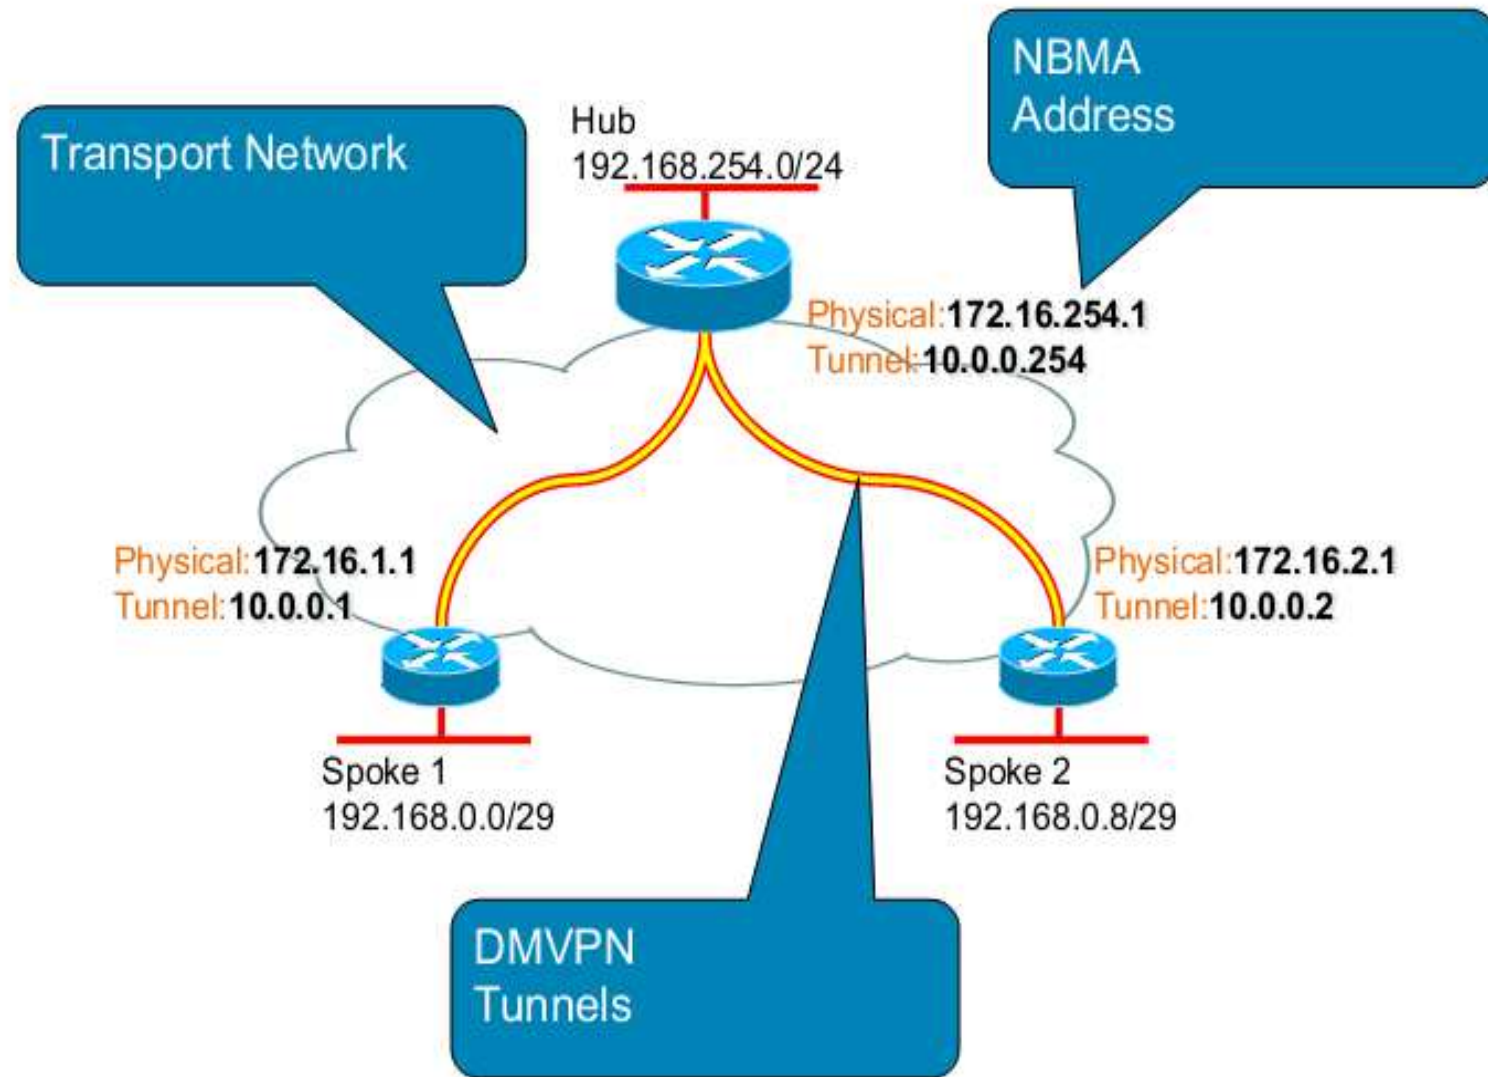 NBMA
Address
Transport Network
Hub
192.168.254.0/24
Physical:172.16.254.1
Tunnel:10.0.0.254
Physical:172.16.1.1
Tunnel:10.0.0.1
Physical:172.16.2.1
Tunnel:10.0.0.2
Spoke 1
192.168.0.0/29
Spoke 2
192.168.0.8/29
DMVPN
Tunnels